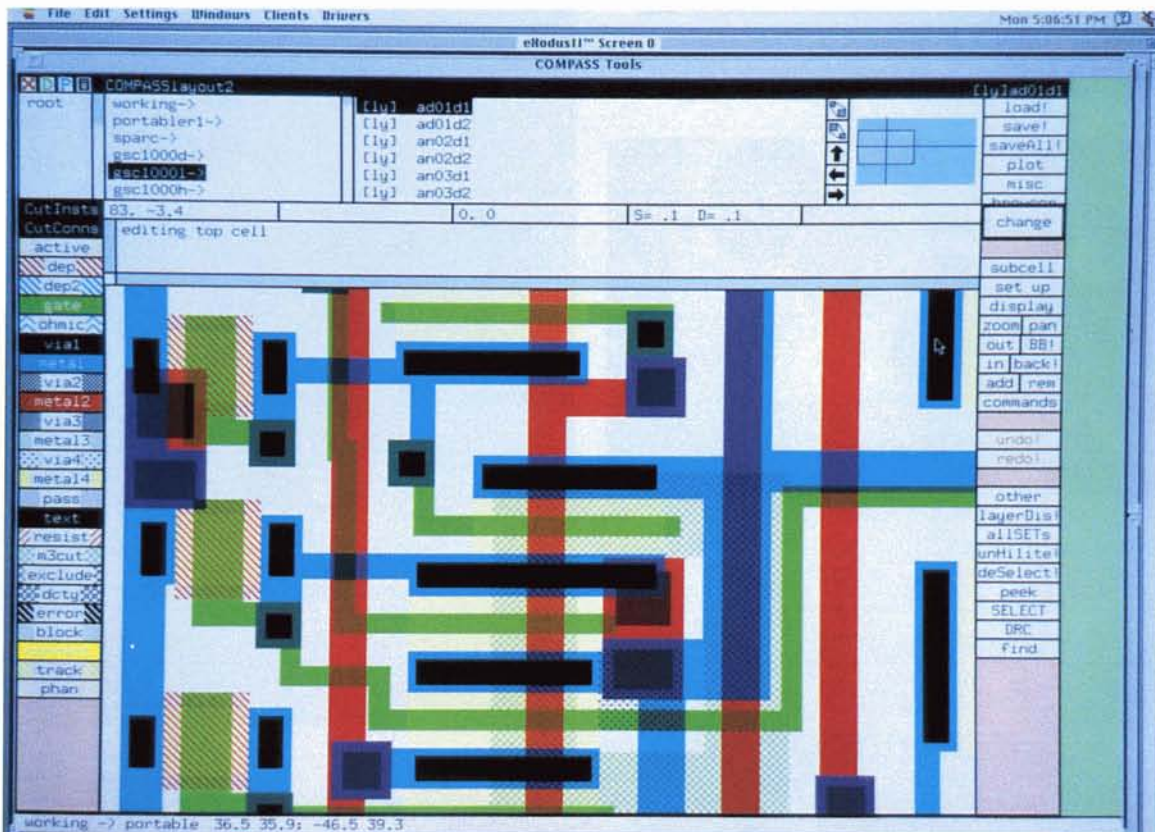 File Edit Settings Windows Clients Drivers
Mon 5:06:51 PM
eXodusII™ Screen 0
COMPASS Tools
COMPASSlayout2
[ly]ad01d1
root
working->
portabler1->
sparc->
gsc1000d->
gsc1000l->
gsc1000h->
[ly] ad01d1
[ly] ad01d2
[ly] an02d1
[ly] an02d2
[ly] an03d1
[ly] an03d2
load!
save!
saveAll!
plot
misc
change
83. -3.4
0. 0
S= .1 D= .1
editing top cell
CutInsts
CutConns
active
dep
dep2
gate
ohmic
via1
metal
via2
metal2
via3
metal3
via4
metal4
pass
text
resist
m3cut
exclude
dcty
error
block
track
phan
subcell
set up
display
zoom pan
out BB!
in back!
add rem
commands
undo!
redo!
other
layerDis!
allSETs
unHilite!
deSelect!
peek
SELECT
DRC
find
working -> portable 36.5 35.9: -46.5 39.3